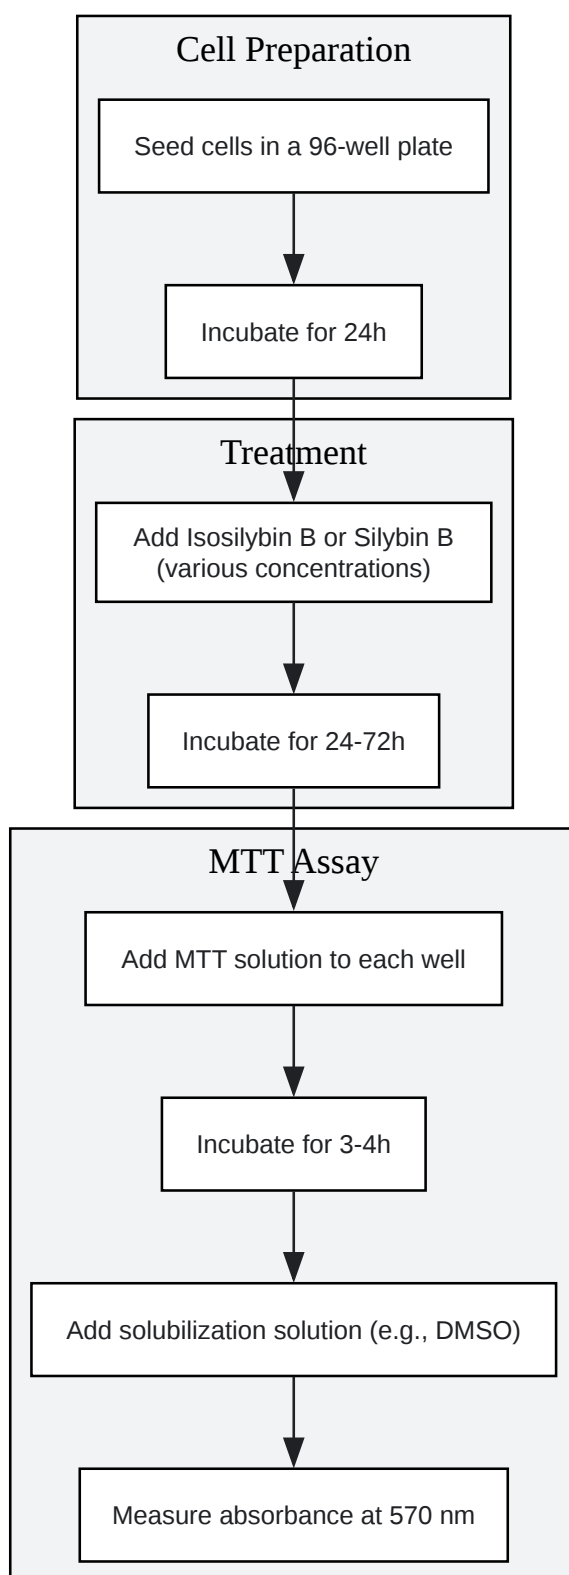 Cell Preparation
Seed cells in a 96-well plate
Incubate for 24h
Treatment
Add Isosilybin B or Silybin B
(various concentrations)
Incubate for 24-72h
MTT Assay
Add MTT solution to each well
Incubate for 3-4h
Add solubilization solution (e.g., DMSO)
Measure absorbance at 570 nm